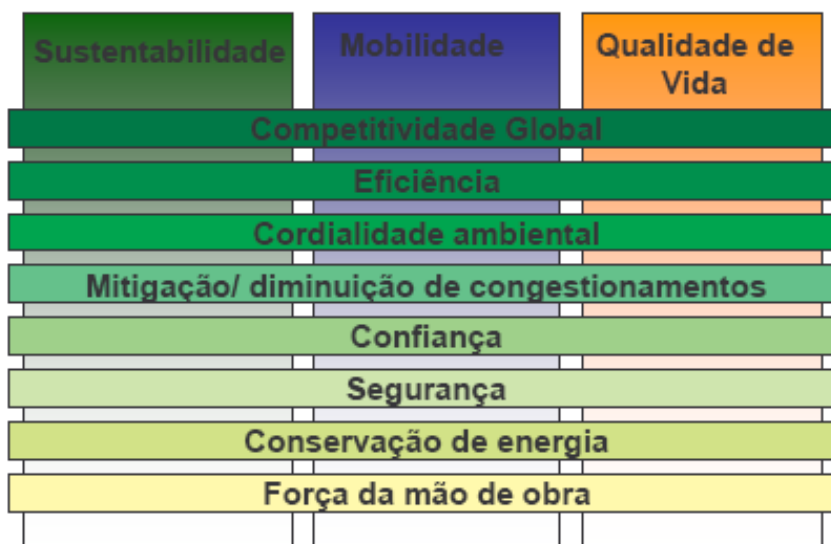 Sustentabilidade
Mobilidade
Qualidade de
Vida
Competitividade Global
Eficiência
Cordialidade ambiental
Mitigação/ diminuição de congestionamentos
Confiança
Segurança
Conservação de energia
Força da mão de obra